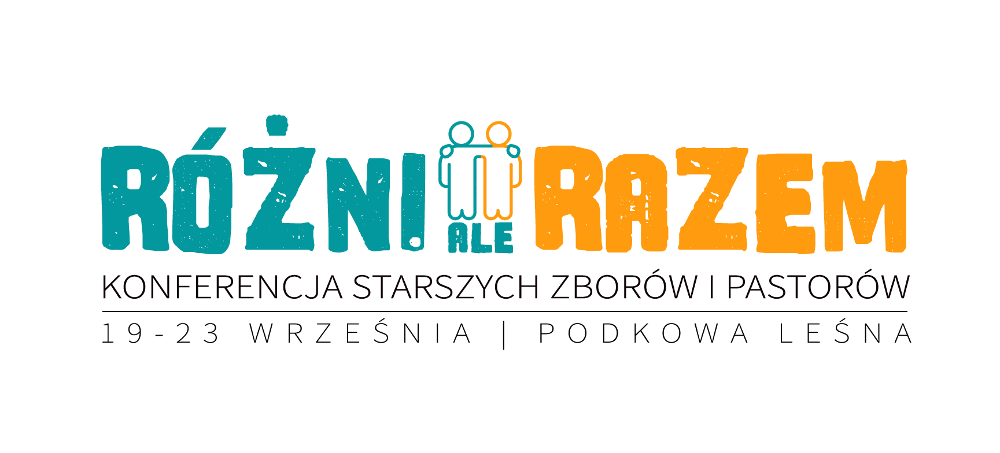 RÓŻNI ALE RAZEM
KONFERENCJA STARSZYCH ZBORÓW I PASTORÓW
19-23 WRZEŚNIA | PODKOWA LEŚNA